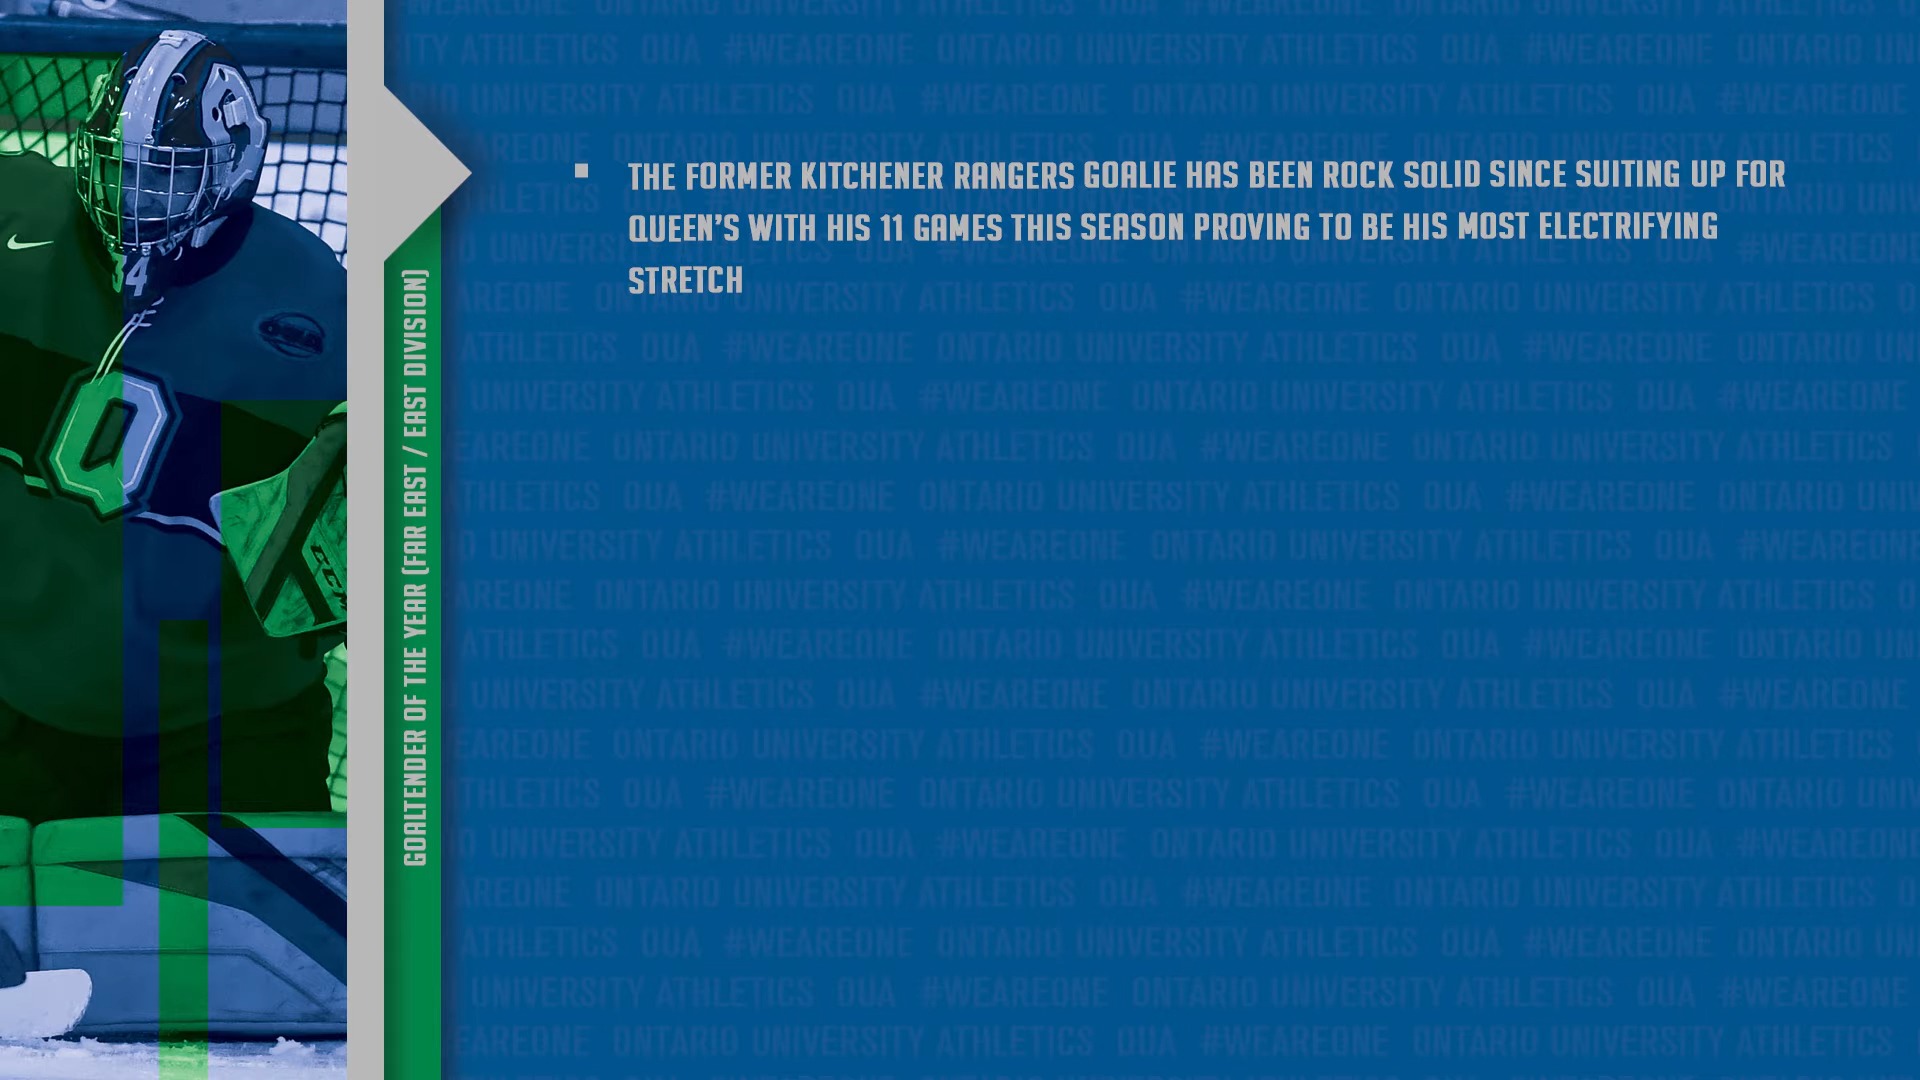 THE FORMER KITCHENER RANGERS GOALIE HAS BEEN ROCK SOLID SINCE SUITING UP FOR
QUEEN'S WITH HIS 11 GAMES THIS SEASON PROVING TO BE HIS MOST ELECTRIFYING
STRETCH
GOALTENDER OF THE YEAR (FAR EAST / EAST DIVISION)
34
Q
CCM
ONTARIO UNIVERSITY ATHLETICS OUA #WEAREONE